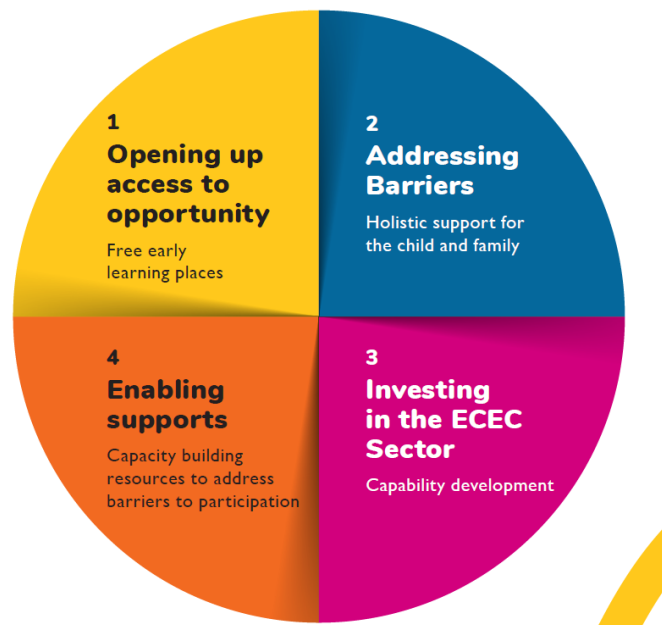 1
Opening up
access to
opportunity
Free early
learning places
2
Addressing
Barriers
Holistic support for
the child and family
3
Investing
in the ECEC
Sector
Capability development
4
Enabling
supports
Capacity building
resources to address
barriers to participation